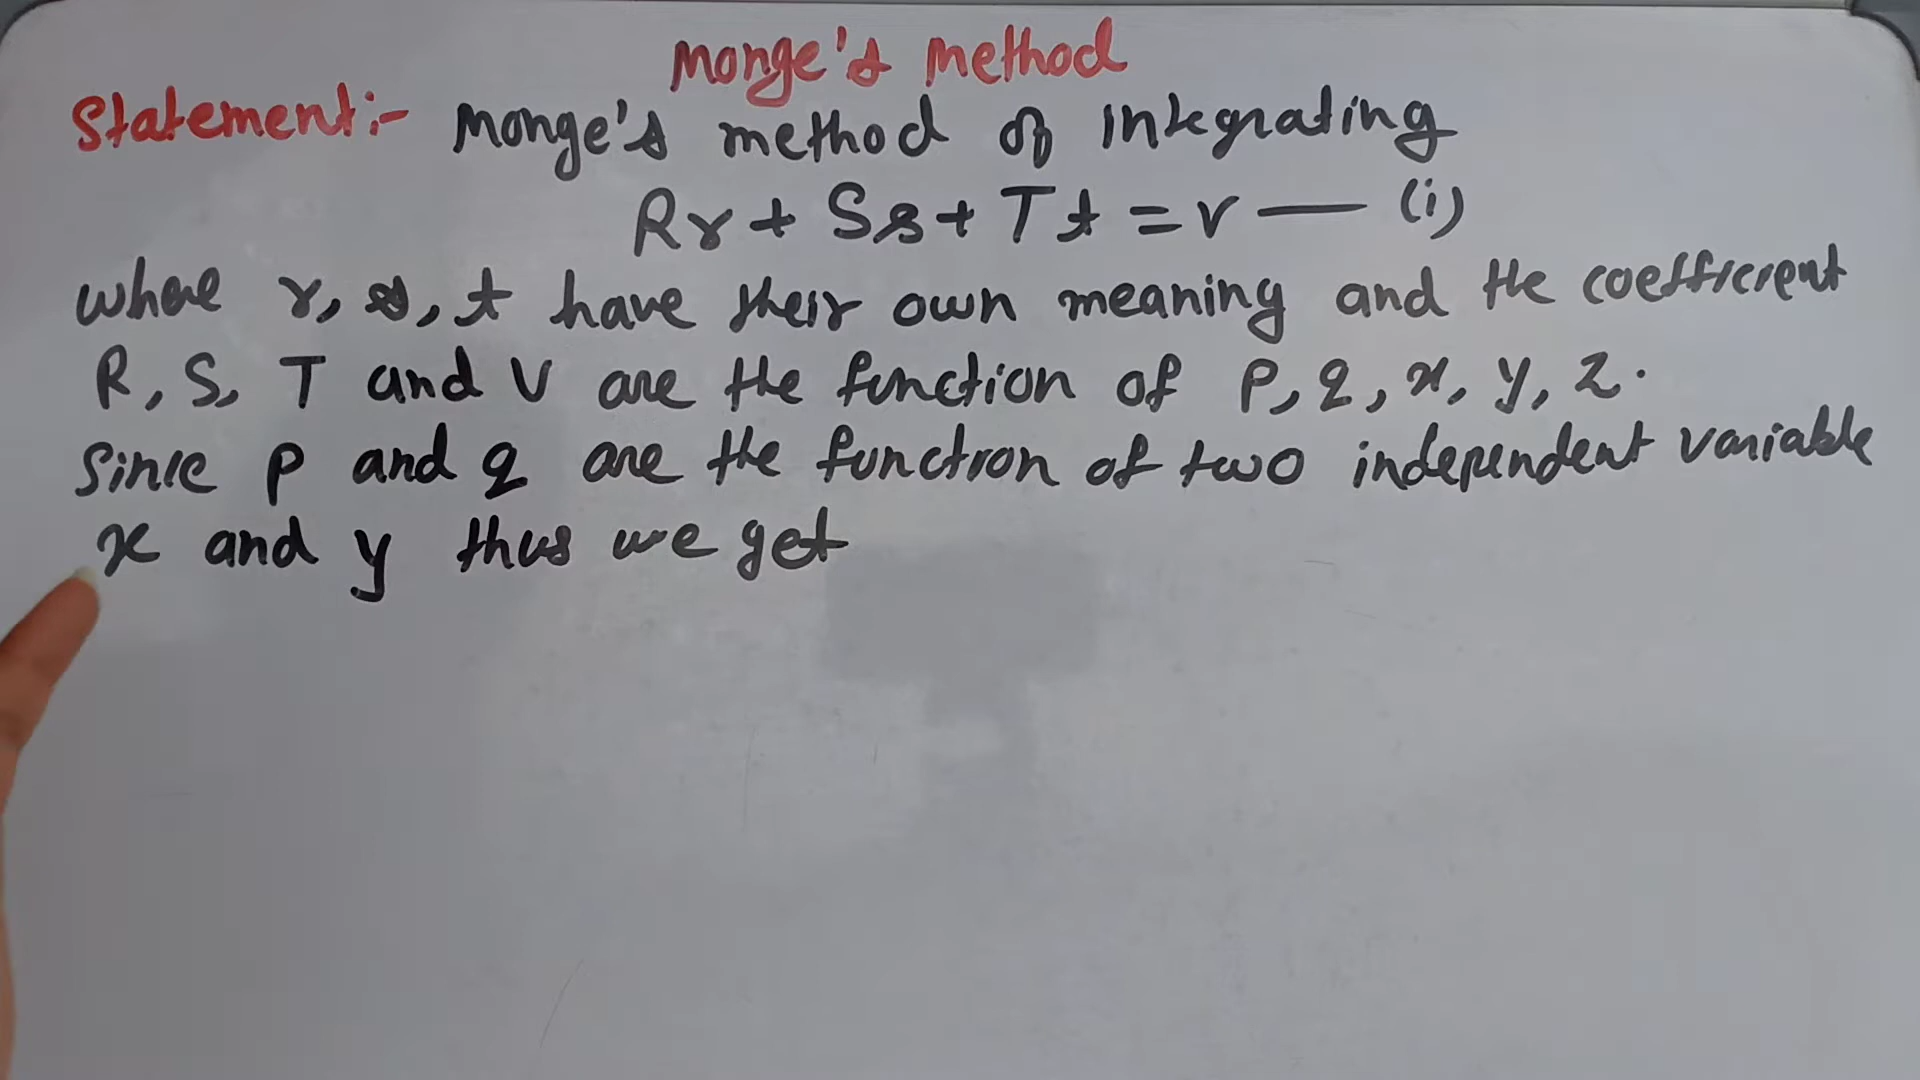 Monge's Method
Statement:- Monge's method of integrating
Rr + Ss + Tt = V — (i)
where r, s, t have their own meaning and the coefficient
R, S, T and V are the function of P, q, x, y, z.
Since p and q are the function of two independent variable
x and y thus we get